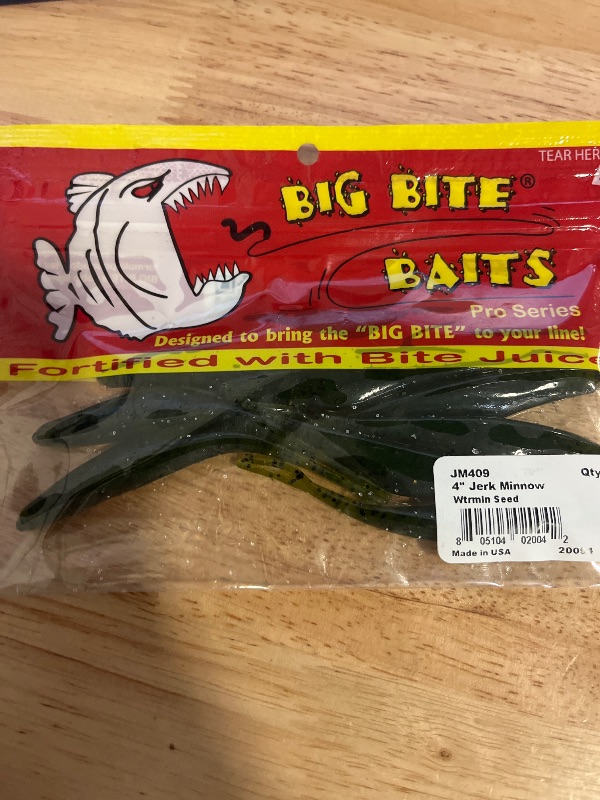 TEAR HER
BIG BITE®
BAITS
Pro Series
Designed to bring the "BIG BITE" to your line!
Fortified with Bite Juice
JM409 Qty
4" Jerk Minnow
Wtrmln Seed
8 05104 02004 2
Made in USA